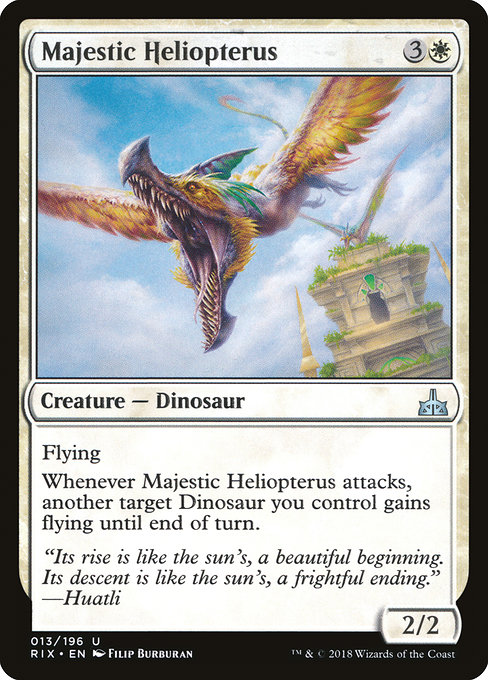 Majestic Heliopterus 3
Creature — Dinosaur
Flying
Whenever Majestic Heliopterus attacks,
another target Dinosaur you control gains
flying until end of turn.
“Its rise is like the sun’s, a beautiful beginning.
Its descent is like the sun’s, a frightful ending.”
—Huatli
2/2
013/196 U
RIX • EN Filip Burburan
™ & © 2018 Wizards of the Coast